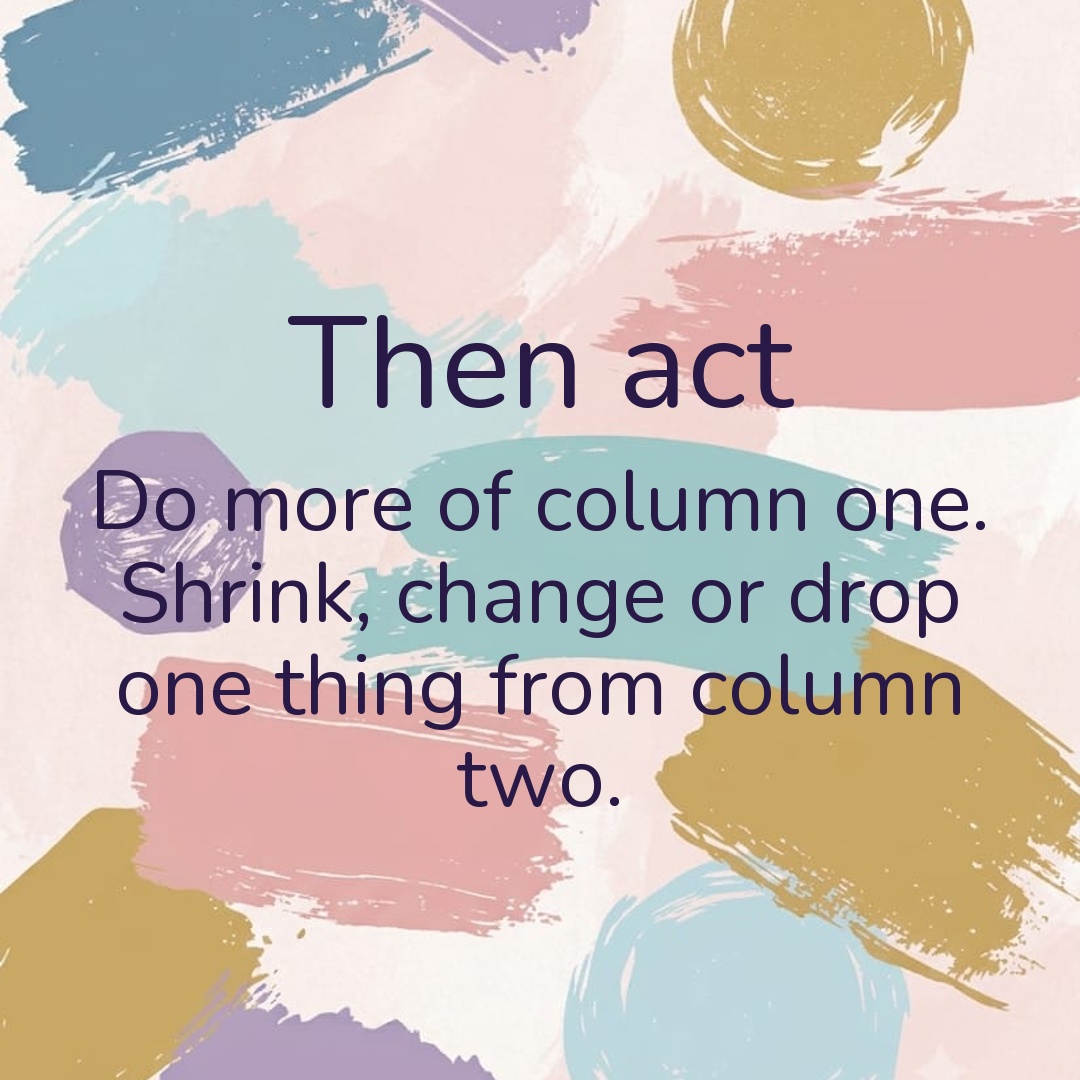 Then act
Do more of column one.
Shrink, change or drop
one thing from column
two.